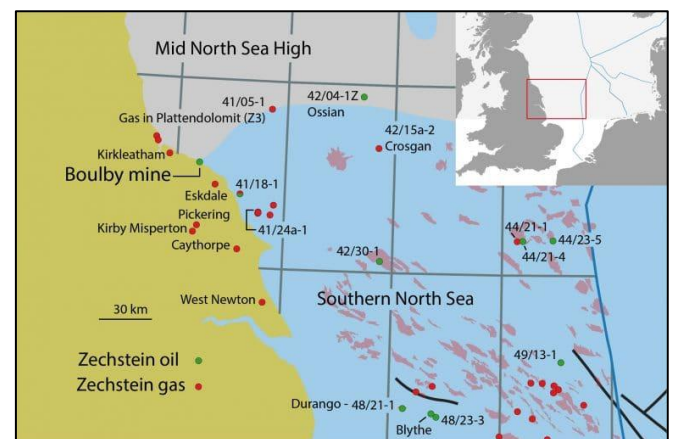 Mid North Sea High
41/05-1
42/04-1Z
Ossian
Gas in Plattendolomit (Z3)
42/15a-2
Crosgan
Kirkleatham
Boulby mine
Eskdale
41/18-1
Pickering
Kirby Misperton
41/24a-1
Caythorpe
44/21-1
44/23-5
44/21-4
42/30-1
West Newton
Southern North Sea
30 km
Zechstein oil
Zechstein gas
49/13-1
Durango - 48/21-1
Blythe
48/23-3